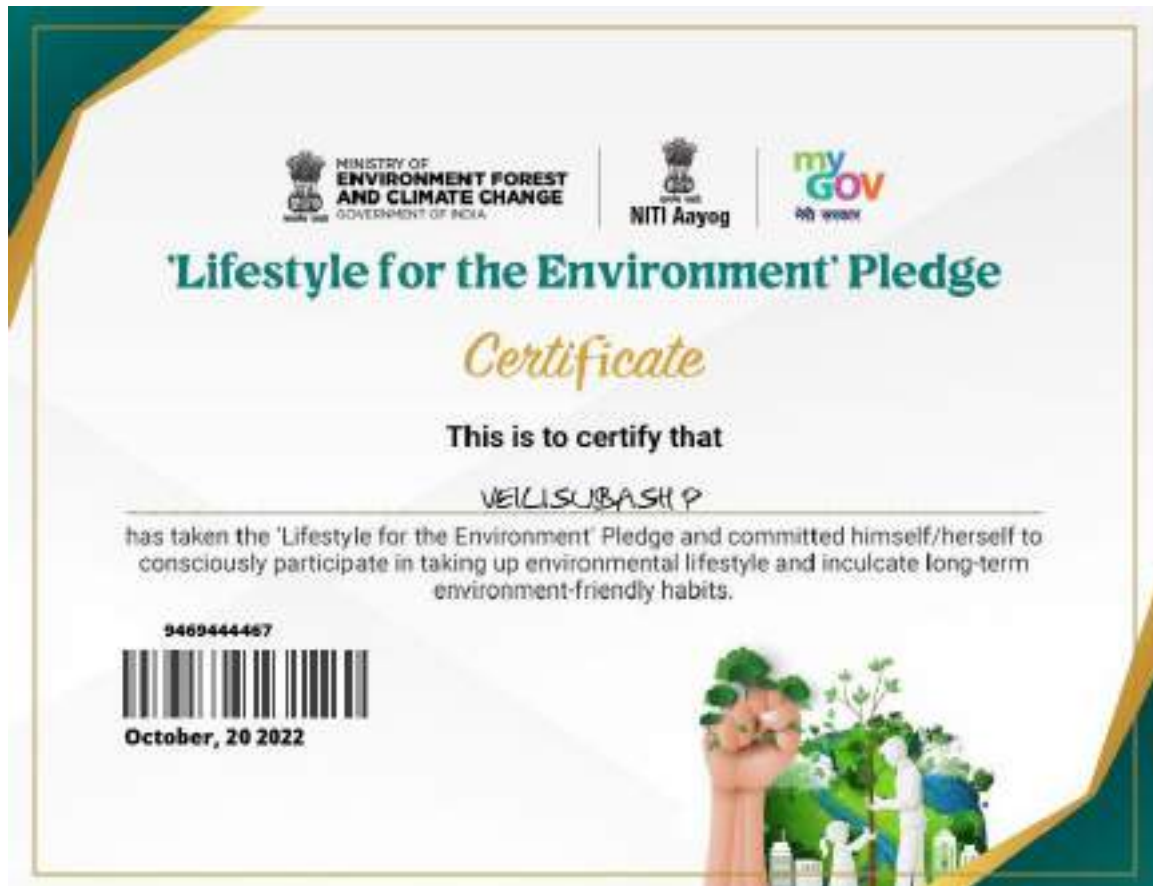 MINISTRY OF
ENVIRONMENT FOREST
AND CLIMATE CHANGE
GOVERNMENT OF INDIA
NITI Aayog
my
GOV
मेरी सरकार
'Lifestyle for the Environment' Pledge
Certificate
This is to certify that
P
has taken the 'Lifestyle for the Environment' Pledge and committed himself/herself to
consciously participate in taking up environmental lifestyle and inculcate long-term
environment-friendly habits.
9469444467
October, 20 2022